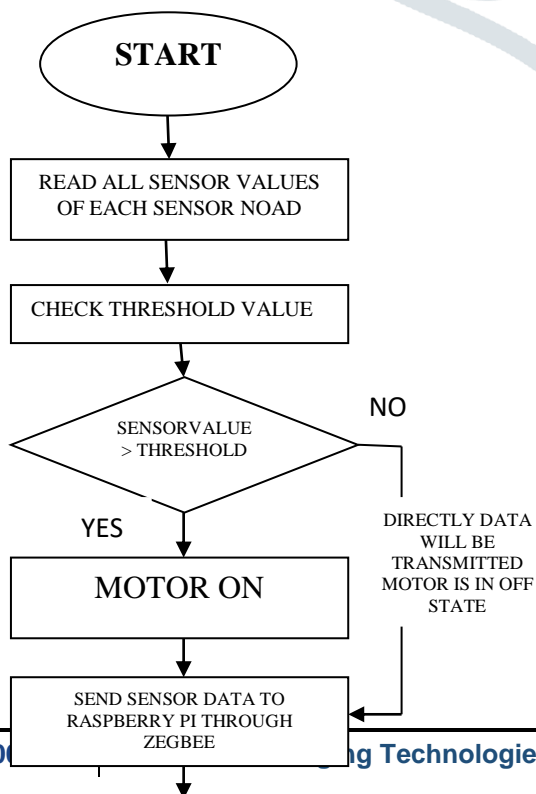 START
READ ALL SENSOR VALUES
OF EACH SENSOR NOAD
CHECK THRESHOLD VALUE
SENSORVALUE
> THRESHOLD
NO
YES
DIRECTLY DATA
WILL BE
TRANSMITTED
MOTOR IS IN OFF
STATE
MOTOR ON
SEND SENSOR DATA TO
RASPBERRY PI THROUGH
ZEGBEE